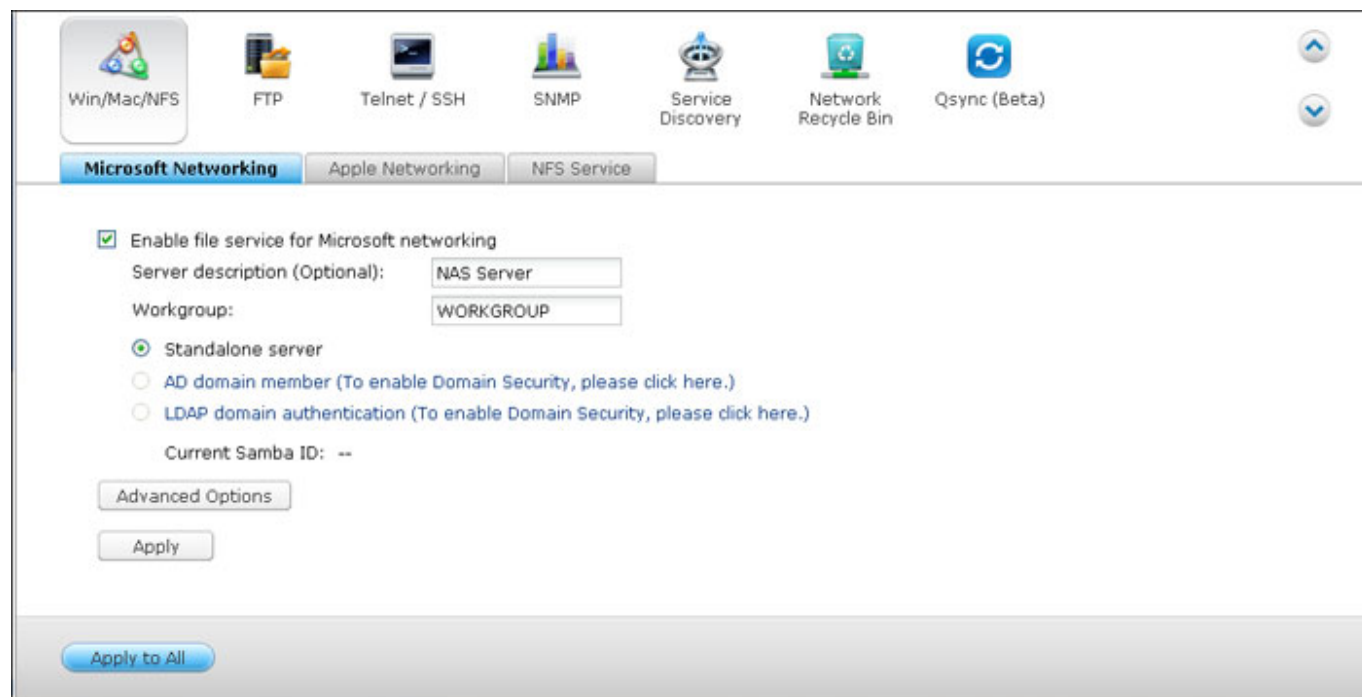 Win/Mac/NFS
FTP
Telnet / SSH
SNMP
Service
Discovery
Network
Recycle Bin
Qsync (Beta)
Microsoft Networking
Apple Networking
NFS Service
Enable file service for Microsoft networking
Server description (Optional): NAS Server
Workgroup: WORKGROUP
Standalone server
AD domain member (To enable Domain Security, please click here.)
LDAP domain authentication (To enable Domain Security, please click here.)
Current Samba ID: --
Advanced Options
Apply
Apply to All